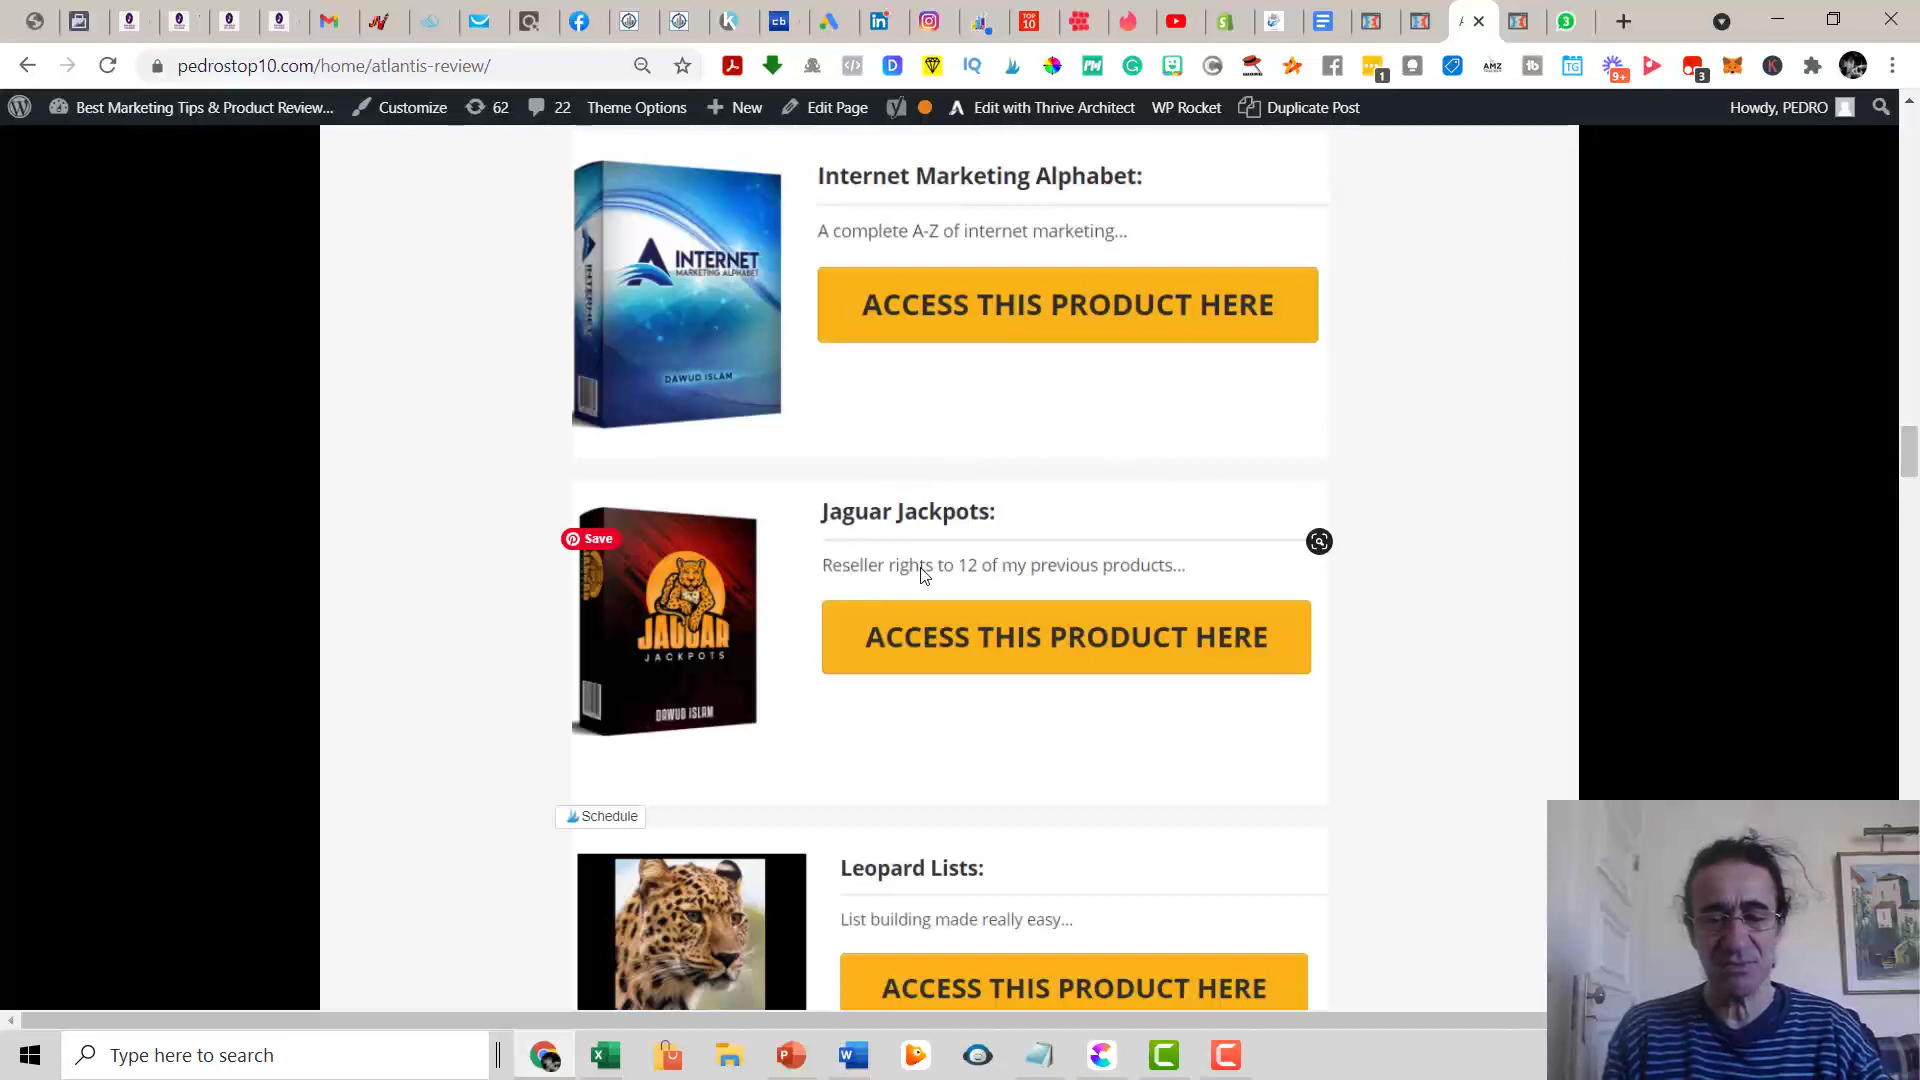 pedrostop10.com/home/atlantis-review/
Best Marketing Tips & Product Review...
Customize
62
22
Theme Options
New
Edit Page
Edit with Thrive Architect
WP Rocket
Duplicate Post
Howdy, PEDRO
Internet Marketing Alphabet:
A complete A-Z of internet marketing...
ACCESS THIS PRODUCT HERE
INTERNET
MARKETING ALPHABET
INTERNET
DAWUD ISLAM
Jaguar Jackpots:
Save
Reseller rights to 12 of my previous products...
ACCESS THIS PRODUCT HERE
JAGUAR
JACKPOTS
DAWUD ISLAM
Schedule
Leopard Lists:
List building made really easy...
ACCESS THIS PRODUCT HERE
Type here to search